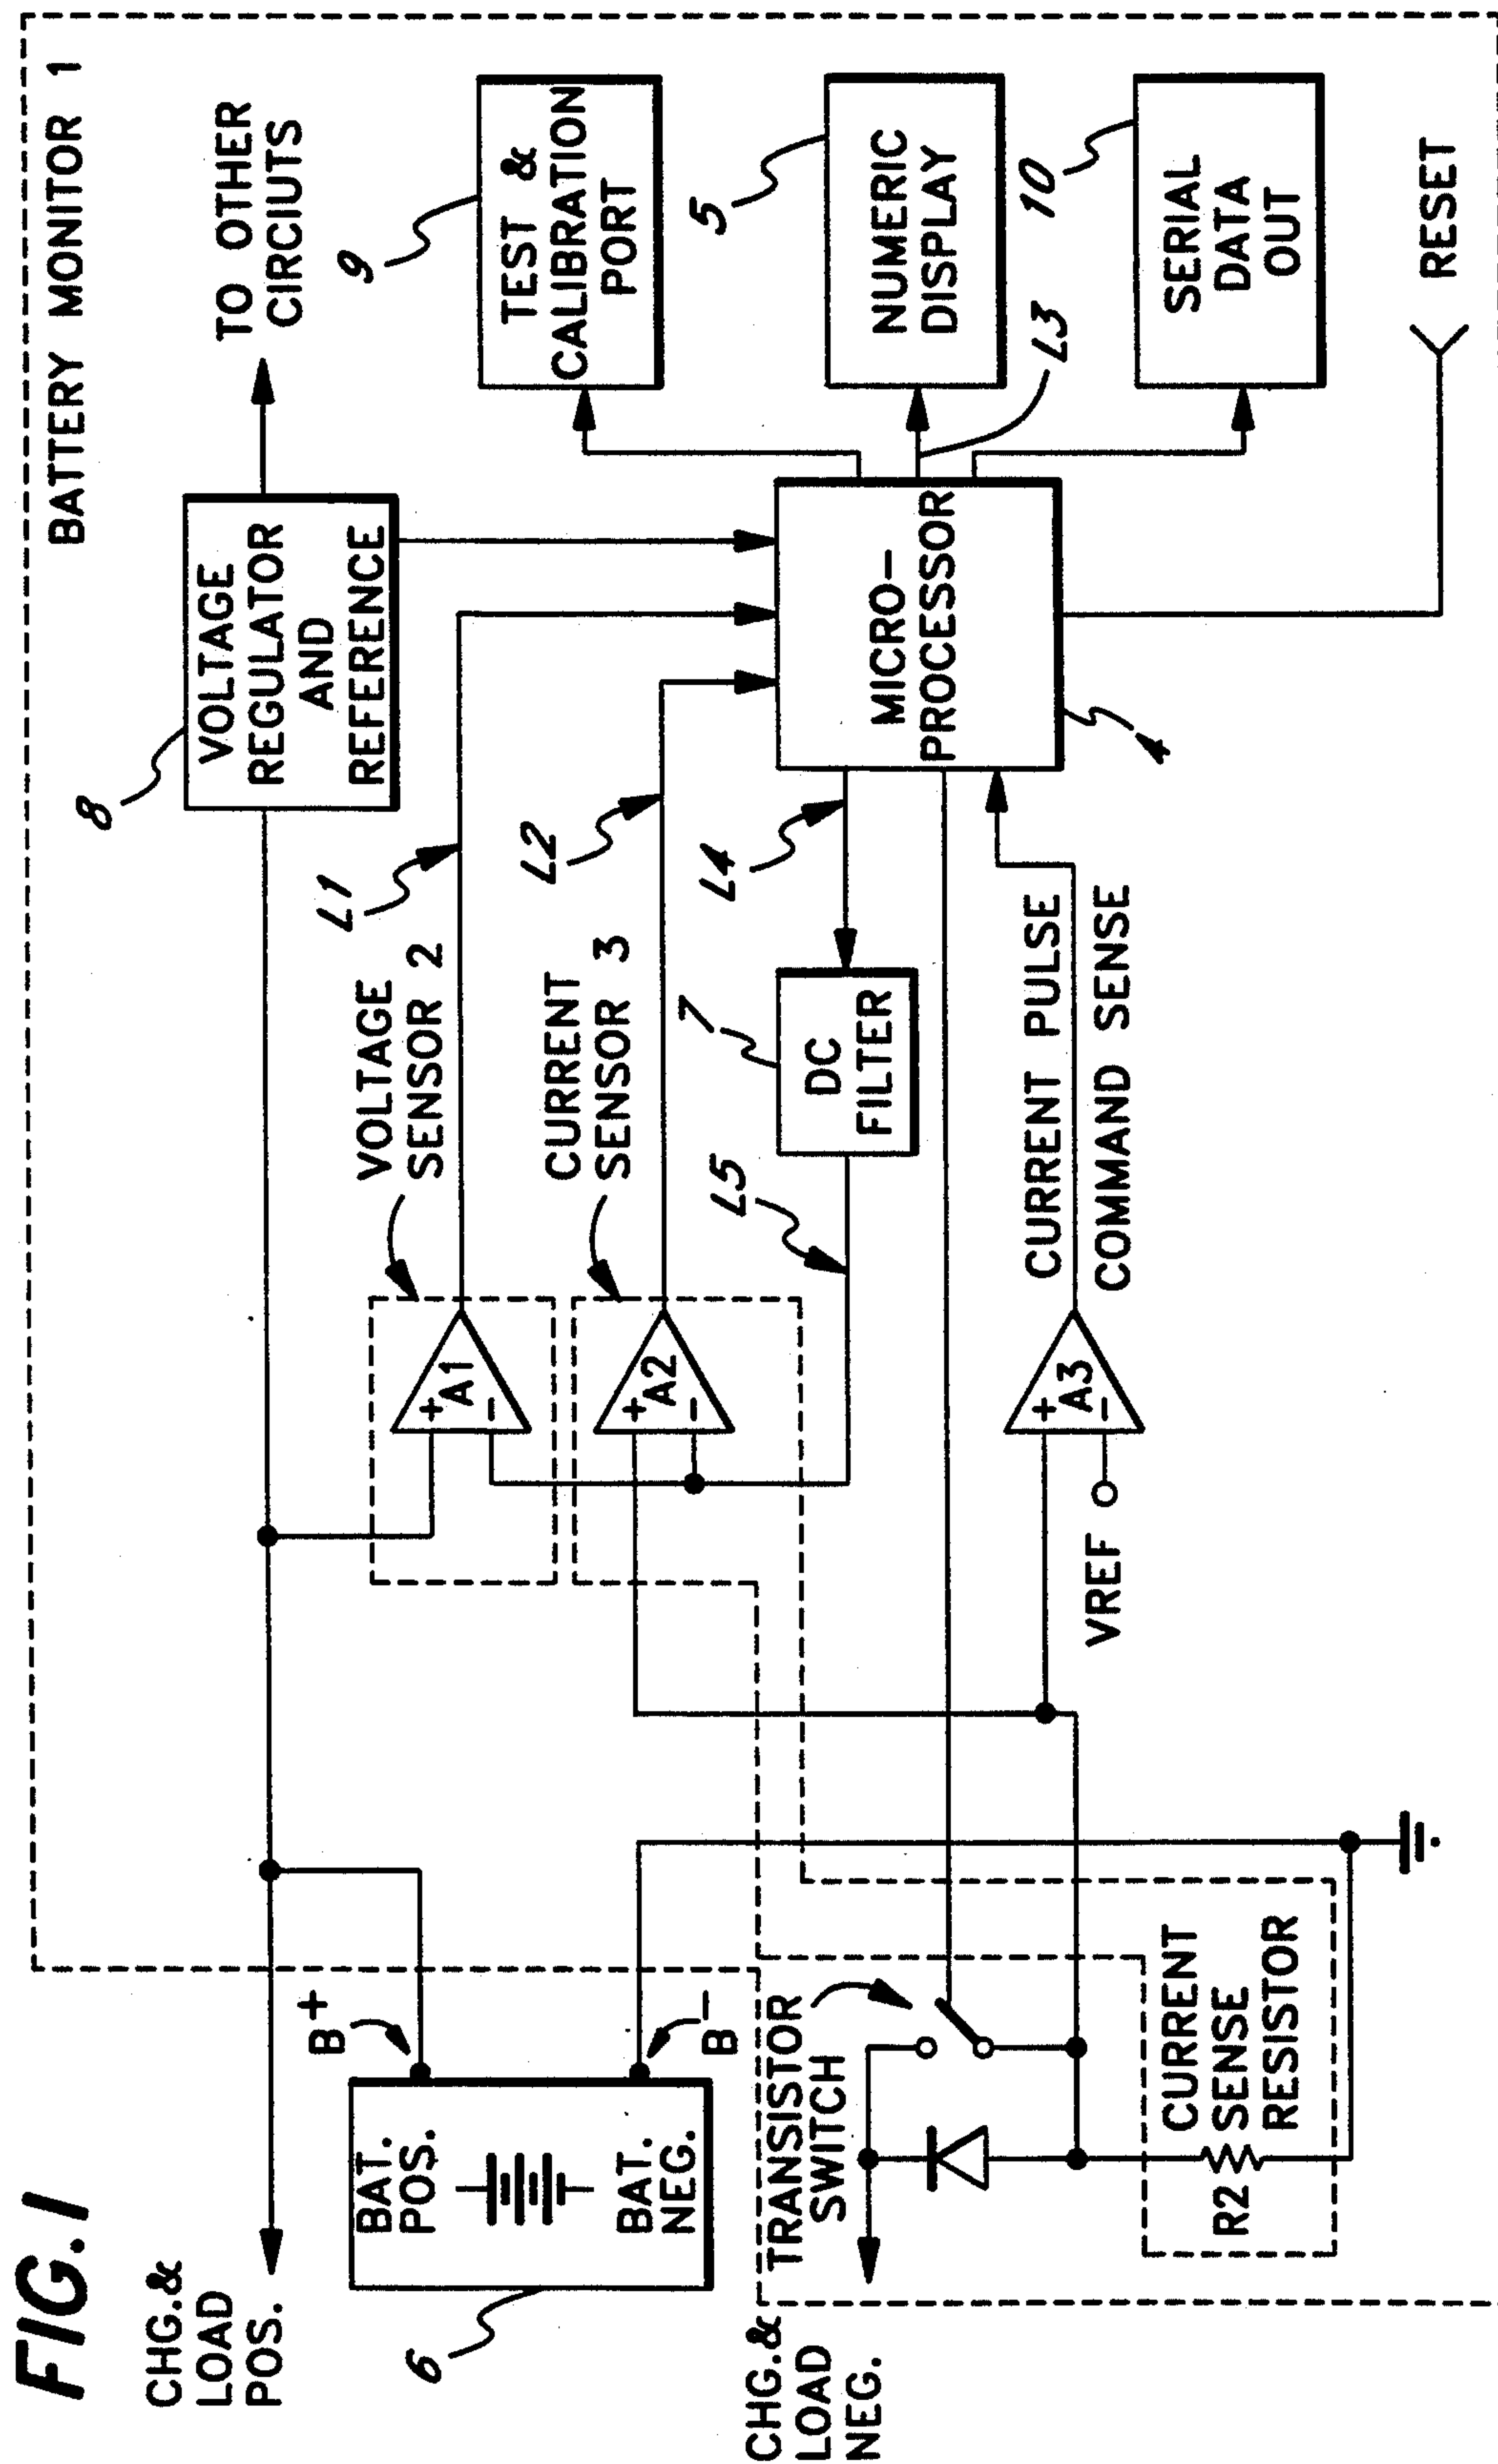 FIG.1
BATTERY MONITOR 1
CHG.&
LOAD
POS.
B+
8
VOLTAGE
REGULATOR
AND
REFERENCE
TO OTHER
CIRCIUTS
6
BAT.
POS.
BAT.
NEG.
B-
VOLTAGE
SENSOR 2
L1
+
A1
-
CURRENT
SENSOR 3
L2
+
A2
-
9
TEST &
CALIBRATION
PORT
L5
7
DC
FILTER
L4
MICRO-
PROCESSOR
4
5
NUMERIC
DISPLAY
L3
CHG.&
LOAD
NEG.
TRANSISTOR
SWITCH
VREF
+
A3
-
CURRENT PULSE
COMMAND SENSE
10
SERIAL
DATA
OUT
R2
CURRENT
SENSE
RESISTOR
RESET